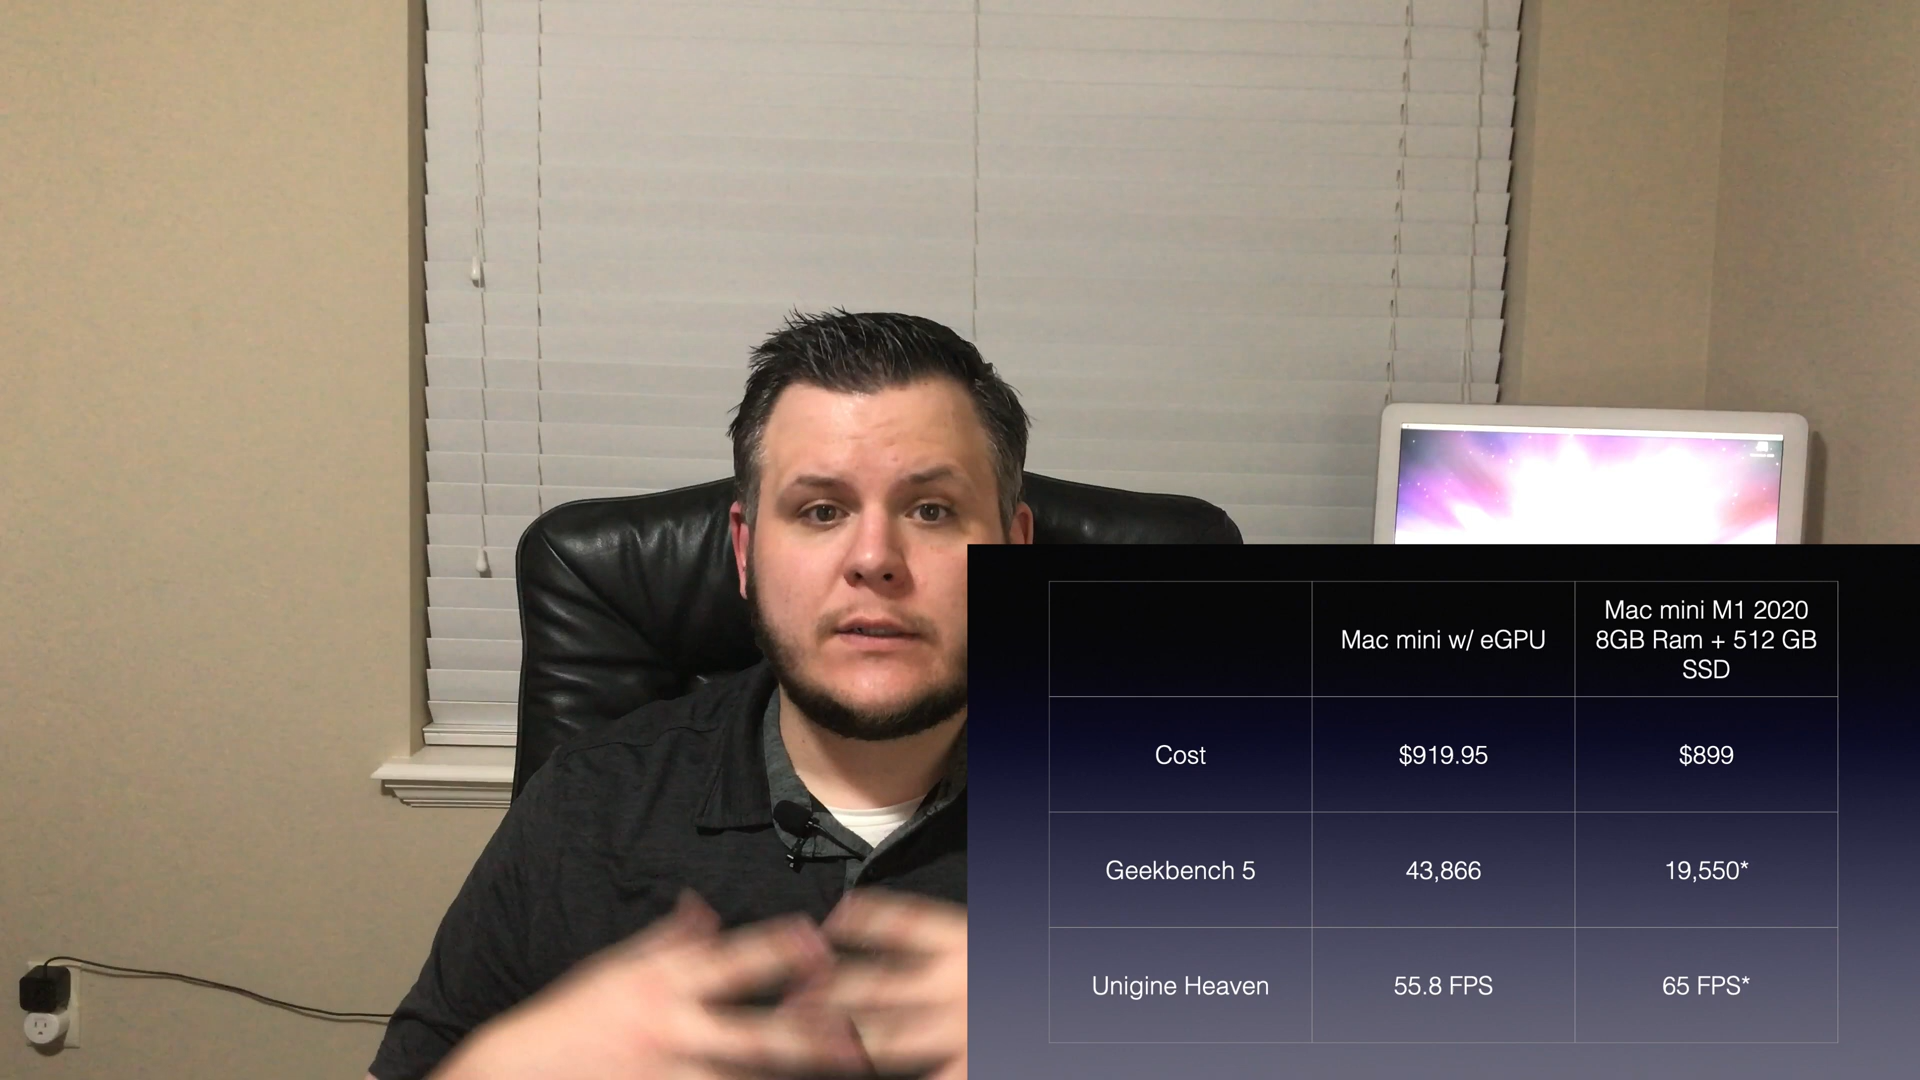 Mac mini w/ eGPU
Mac mini M1 2020
8GB Ram + 512 GB
SSD
Cost
$919.95
$899
Geekbench 5
43,866
19,550*
Unigine Heaven
55.8 FPS
65 FPS*